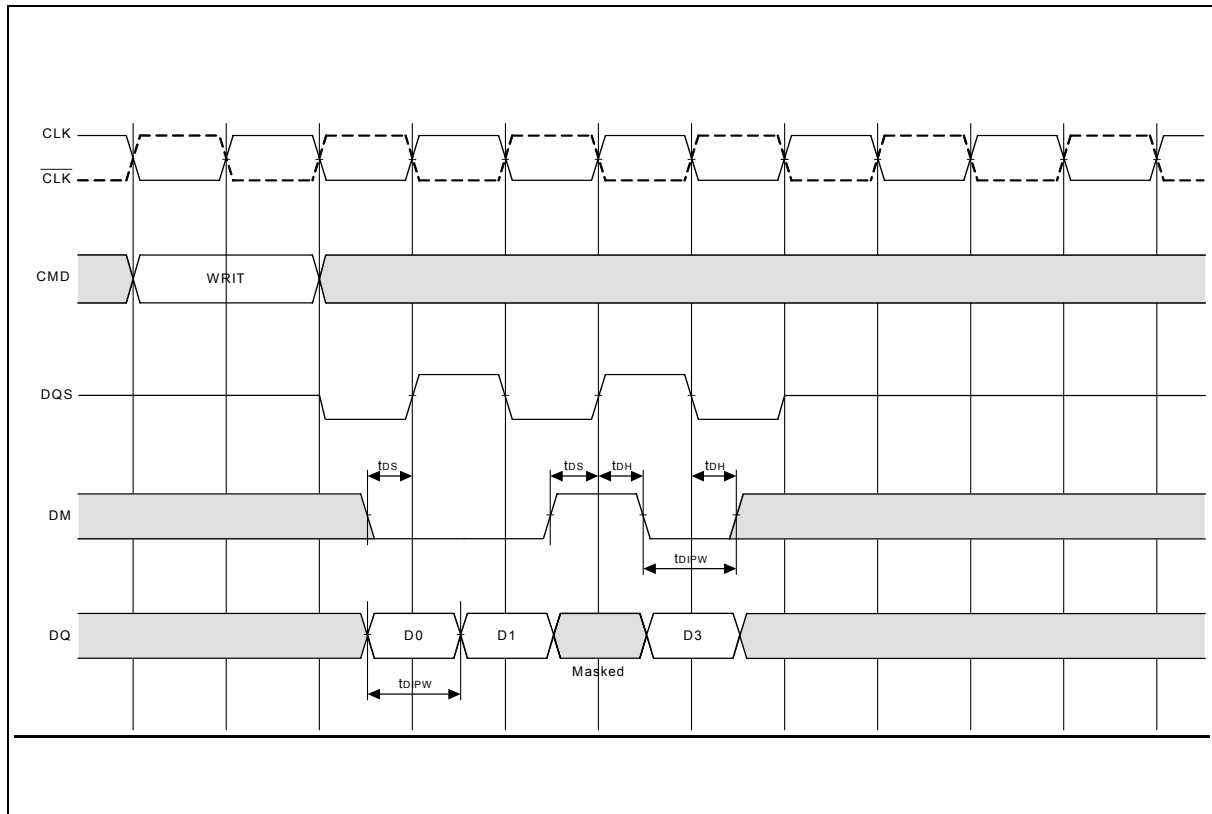 CLK
CLK
CMD
WRIT
DQS
tDS
tDS
tDH
tDH
DM
tDIPW
DQ
D0
D1
D3
Masked
tDIPW